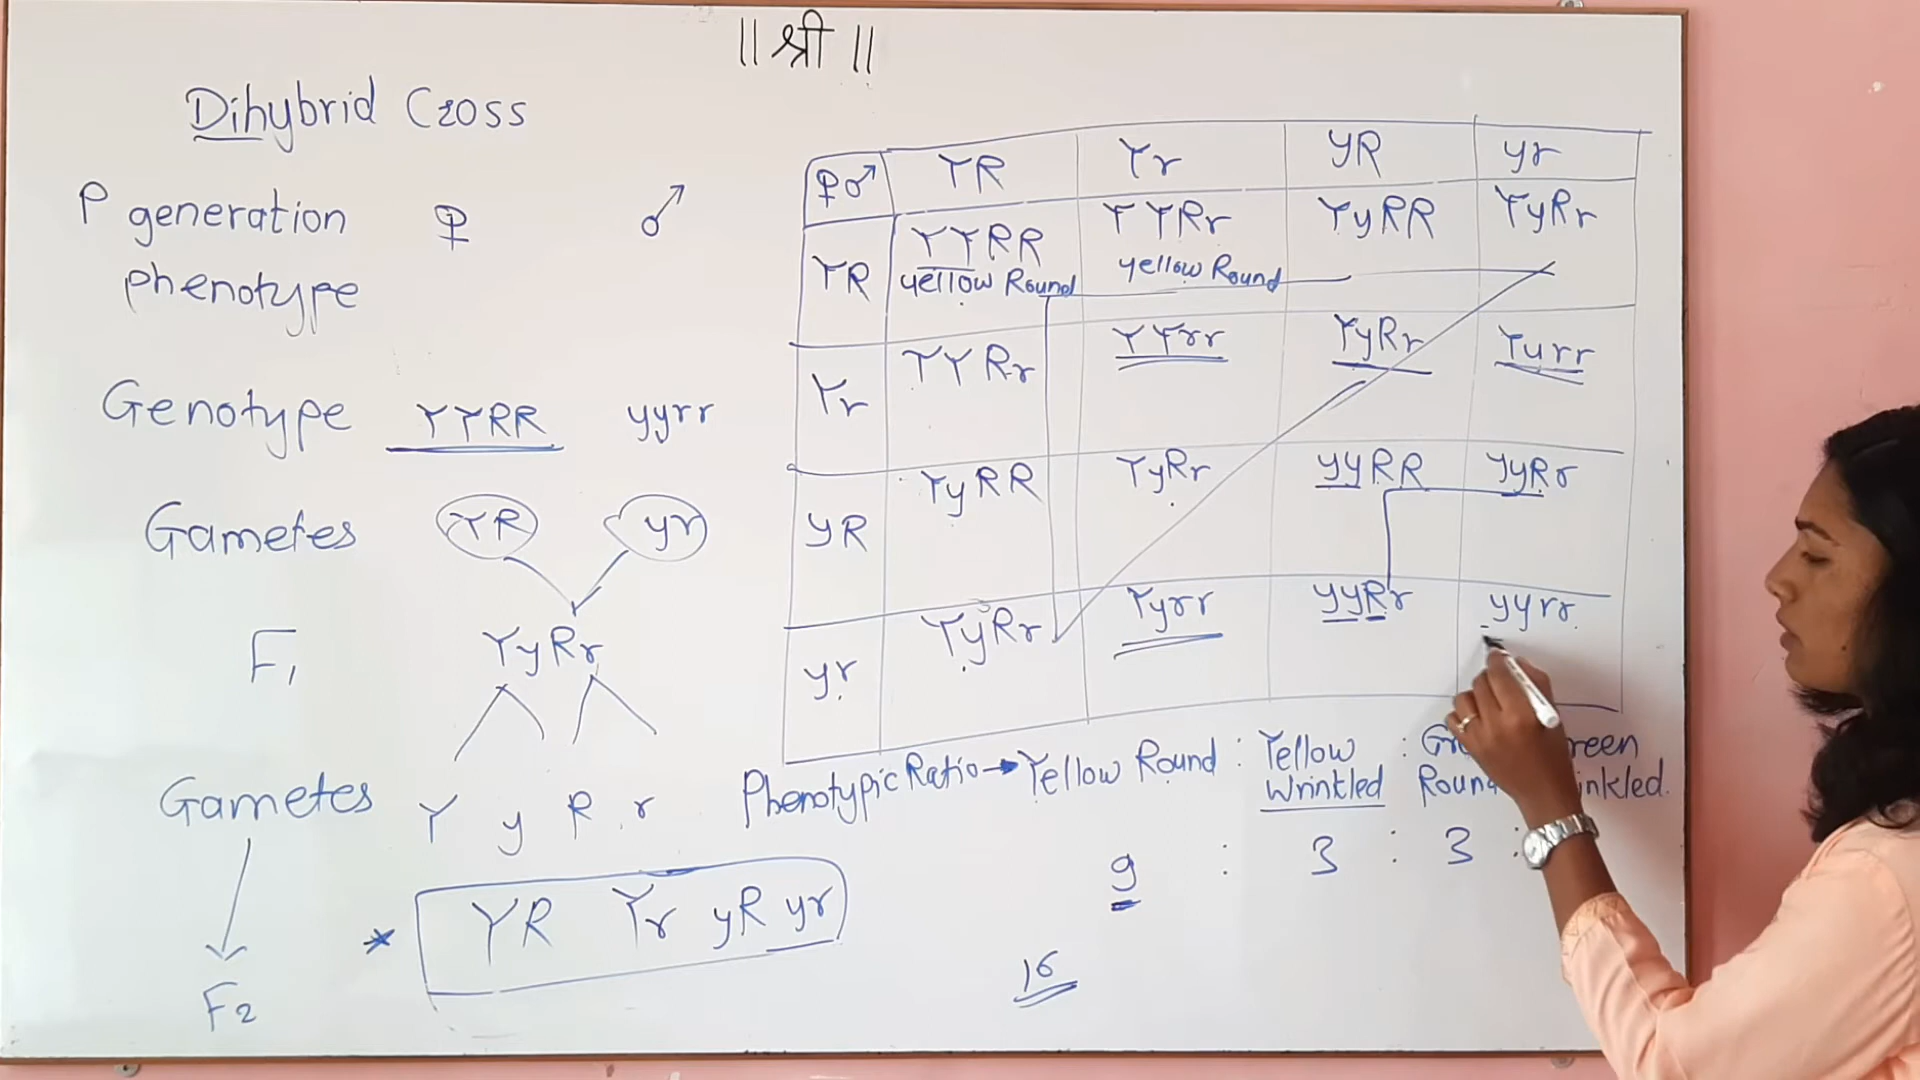 ॥ श्री ॥
Dihybrid Cross
P generation ♀ ♂
phenotype
Genotype YYRR yyrr
Gametes YR yr
F1 YyRr
Gametes Y y R r
* YR Yr yR yr
F2
♀♂ YR Yr yR yr
YR YYRR YYRr YyRR YyRr
yellow Round yellow Round
Yr YYRr YYrr YyRr Yyrr
yR YyRR YyRr yyRR yyRr
yr YyRr Yyrr yyRr yyrr
Phenotypic Ratio → Yellow Round : Yellow Wrinkled :
9 : 3 : 3 :
16